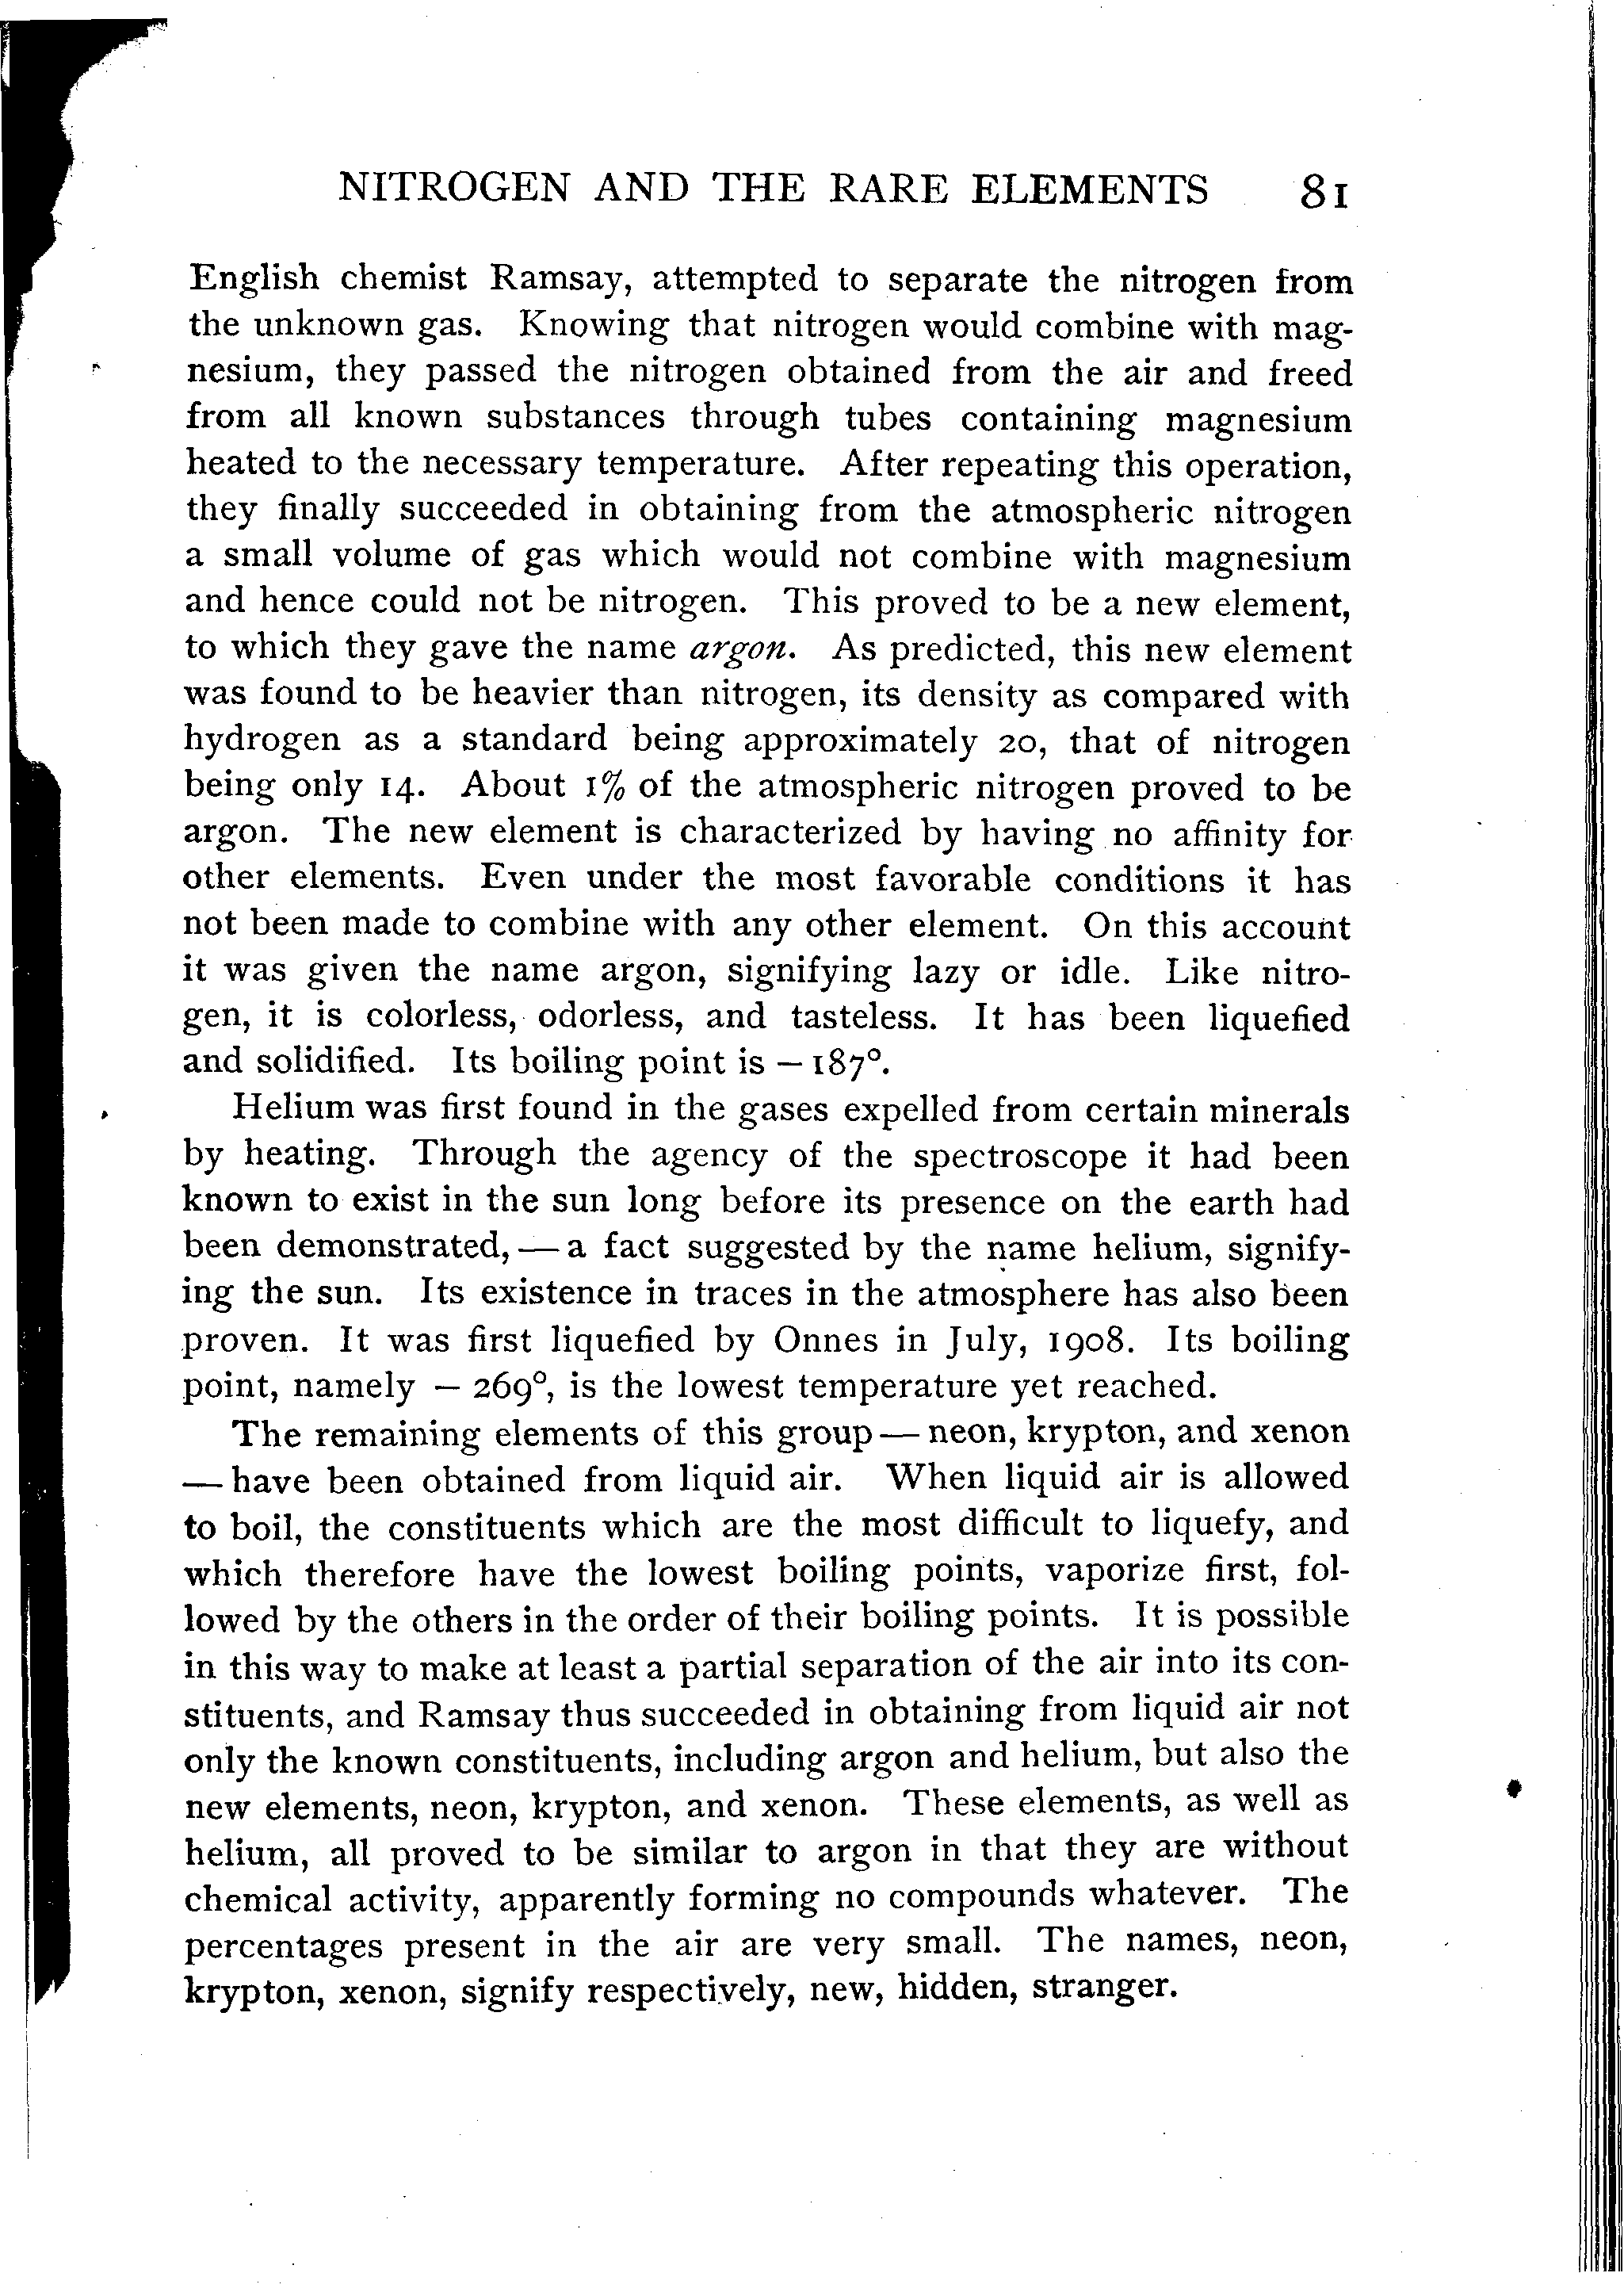 NITROGEN AND THE RARE ELEMENTS 81
English chemist Ramsay, attempted to separate the nitrogen from
the unknown gas. Knowing that nitrogen would combine with mag-
nesium, they passed the nitrogen obtained from the air and freed
from all known substances through tubes containing magnesium
heated to the necessary temperature. After repeating this operation,
they finally succeeded in obtaining from the atmospheric nitrogen
a small volume of gas which would not combine with magnesium
and hence could not be nitrogen. This proved to be a new element,
to which they gave the name argon. As predicted, this new element
was found to be heavier than nitrogen, its density as compared with
hydrogen as a standard being approximately 20, that of nitrogen
being only 14. About 1% of the atmospheric nitrogen proved to be
argon. The new element is characterized by having no affinity for
other elements. Even under the most favorable conditions it has
not been made to combine with any other element. On this account
it was given the name argon, signifying lazy or idle. Like nitro-
gen, it is colorless, odorless, and tasteless. It has been liquefied
and solidified. Its boiling point is – 187°.
Helium was first found in the gases expelled from certain minerals
by heating. Through the agency of the spectroscope it had been
known to exist in the sun long before its presence on the earth had
been demonstrated, — a fact suggested by the name helium, signify-
ing the sun. Its existence in traces in the atmosphere has also been
proven. It was first liquefied by Onnes in July, 1908. Its boiling
point, namely – 269°, is the lowest temperature yet reached.
The remaining elements of this group — neon, krypton, and xenon
— have been obtained from liquid air. When liquid air is allowed
to boil, the constituents which are the most difficult to liquefy, and
which therefore have the lowest boiling points, vaporize first, fol-
lowed by the others in the order of their boiling points. It is possible
in this way to make at least a partial separation of the air into its con-
stituents, and Ramsay thus succeeded in obtaining from liquid air not
only the known constituents, including argon and helium, but also the
new elements, neon, krypton, and xenon. These elements, as well as
helium, all proved to be similar to argon in that they are without
chemical activity, apparently forming no compounds whatever. The
percentages present in the air are very small. The names, neon,
krypton, xenon, signify respectively, new, hidden, stranger.